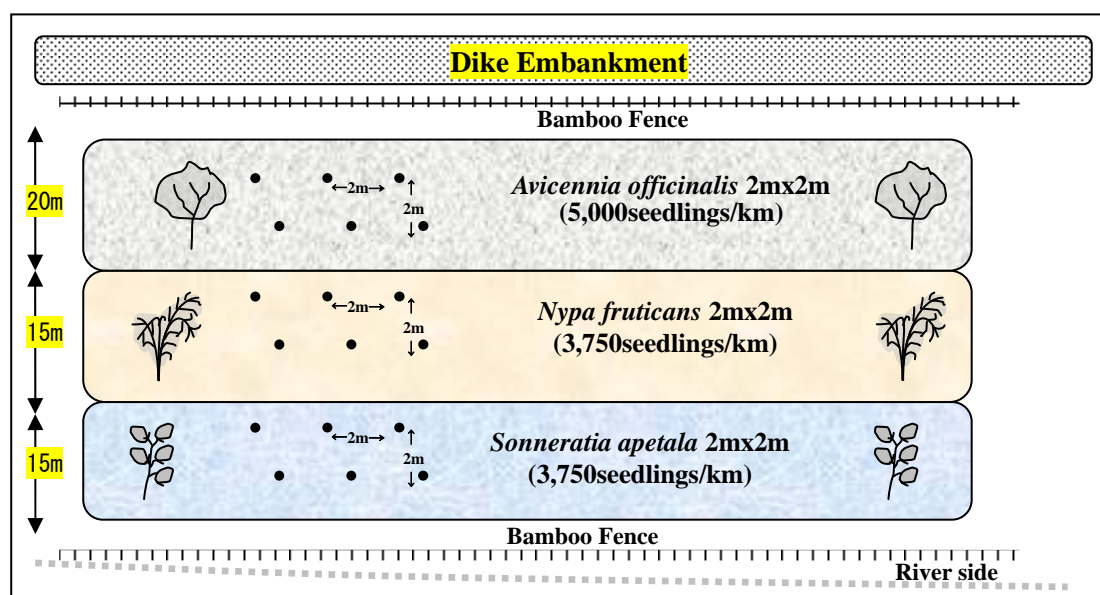 Dike Embankment
Bamboo Fence
20m
←2m→
2m
Avicennia officinalis 2mx2m
(5,000seedlings/km)
15m
←2m→
2m
Nypa fruticans 2mx2m
(3,750seedlings/km)
15m
←2m→
2m
Sonneratia apetala 2mx2m
(3,750seedlings/km)
Bamboo Fence
River side